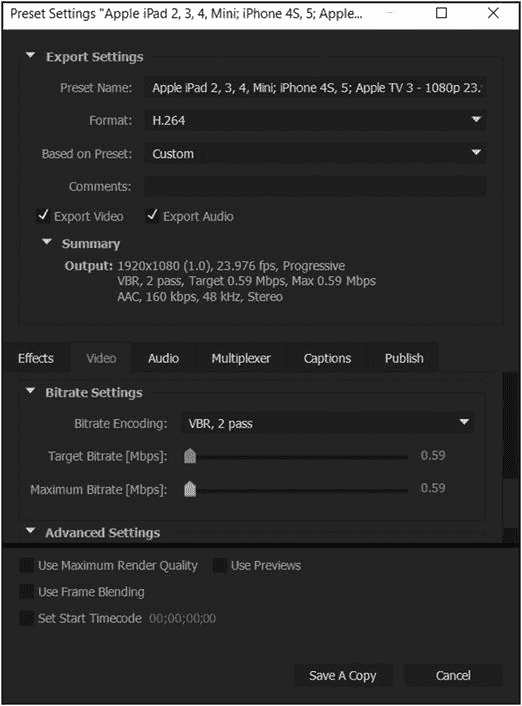 Preset Settings "Apple iPad 2, 3, 4, Mini; iPhone 4S, 5; Apple...
Export Settings
Preset Name: Apple iPad 2, 3, 4, Mini; iPhone 4S, 5; Apple TV 3 - 1080p 23.
Format: H.264
Based on Preset: Custom
Comments:
Export Video Export Audio
Summary
Output: 1920x1080 (1.0), 23.976 fps, Progressive
VBR, 2 pass, Target 0.59 Mbps, Max 0.59 Mbps
AAC, 160 kbps, 48 kHz, Stereo
Effects Video Audio Multiplexer Captions Publish
Bitrate Settings
Bitrate Encoding: VBR, 2 pass
Target Bitrate [Mbps]: 0.59
Maximum Bitrate [Mbps]: 0.59
Advanced Settings
Use Maximum Render Quality Use Previews
Use Frame Blending
Set Start Timecode 00;00;00;00
Save A Copy Cancel